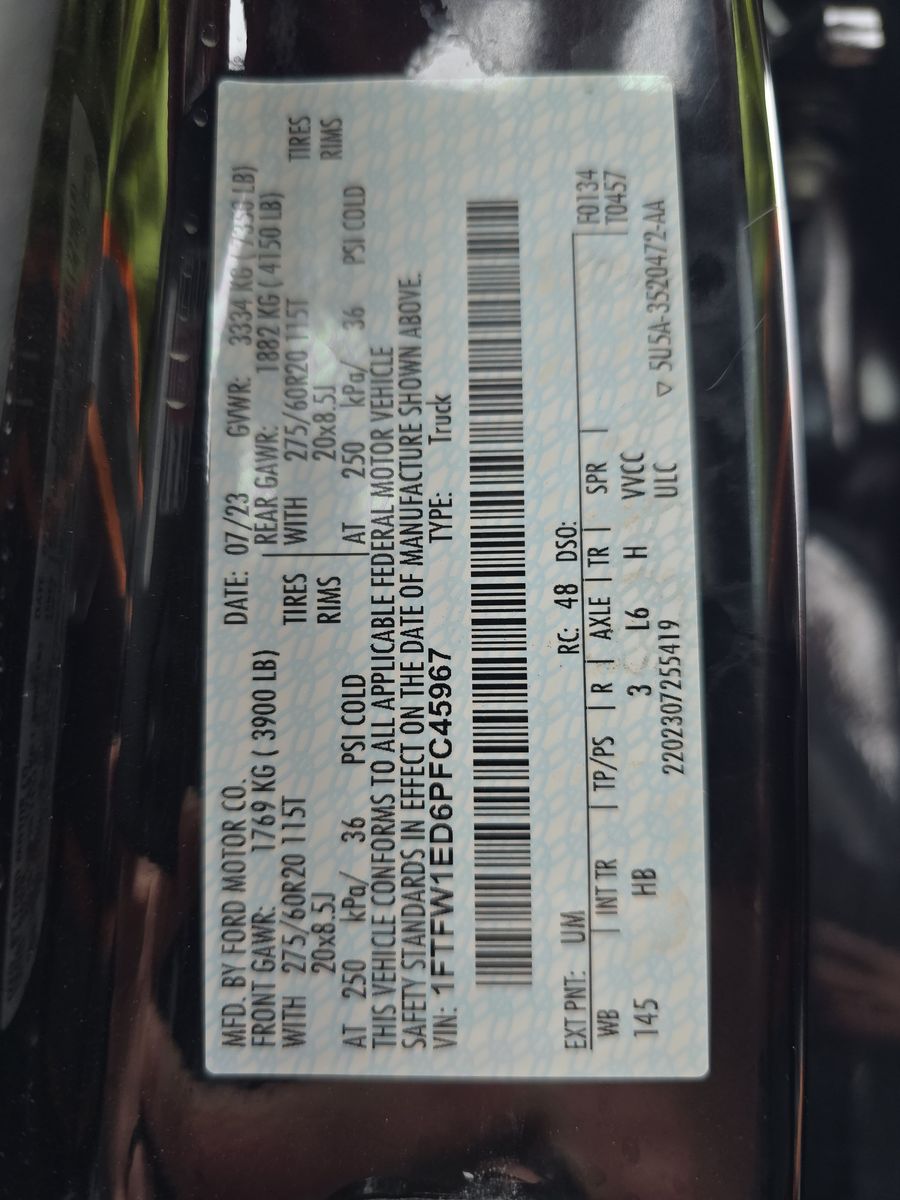 MFD. BY FORD MOTOR CO. DATE: 07/23 GVWR: 3334 KG ( 7350 LB)
FRONT GAWR: 1769 KG ( 3900 LB) REAR GAWR: 1882 KG ( 4150 LB)
WITH 275/60R20 115T TIRES WITH 275/60R20 115T TIRES
20x8.5J RIMS 20x8.5J RIMS
AT 250 kPa/ 36 PSI COLD AT 250 kPa/ 36 PSI COLD
THIS VEHICLE CONFORMS TO ALL APPLICABLE FEDERAL MOTOR VEHICLE
SAFETY STANDARDS IN EFFECT ON THE DATE OF MANUFACTURE SHOWN ABOVE.
VIN: 1FTFW1ED6PFC45967 TYPE: Truck
EXT PNT: UM RC: 48 DSO: F0134
WB | INT TR | TP/PS | R | AXLE | TR | SPR | T0457
145 HB 3 L6 H VVCC
220230725541​9 ULC ▽ 5U5A-3520472-AA